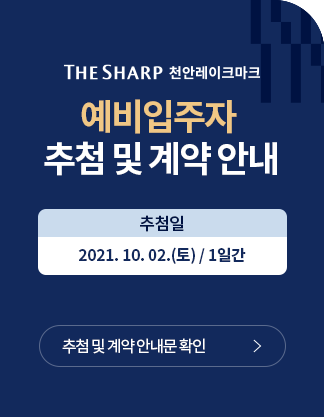 THE SHARP 천안레이크마크
예비입주자
추첨 및 계약 안내
추첨일
2021. 10. 02.(토) / 1일간
추첨 및 계약 안내문 확인